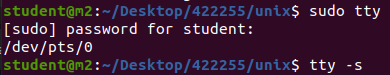 student@m2:~/Desktop/422255/unix$ sudo tty
[sudo] password for student:
/dev/pts/0
student@m2:~/Desktop/422255/unix$ tty -s